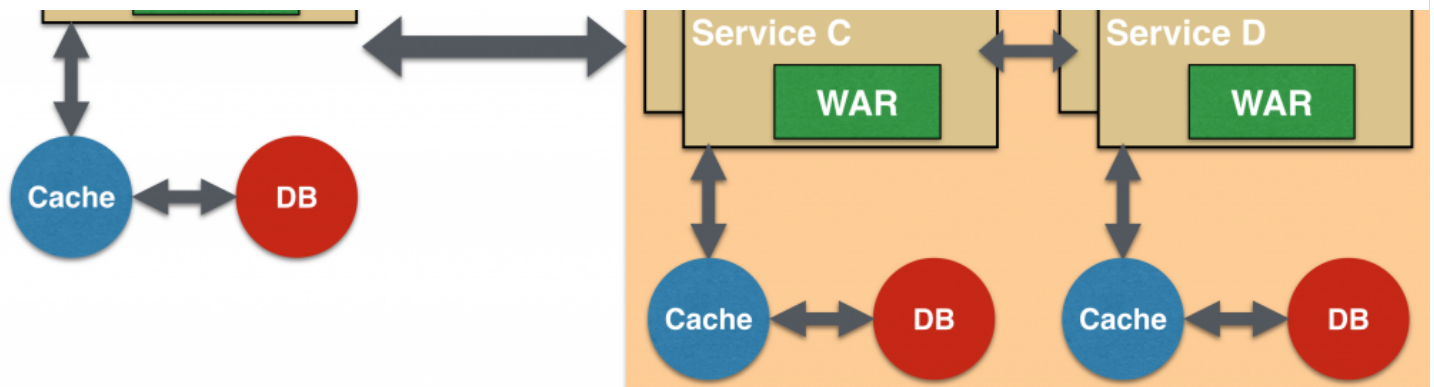 Service C
Service D
WAR
WAR
Cache
DB
Cache
DB
Cache
DB